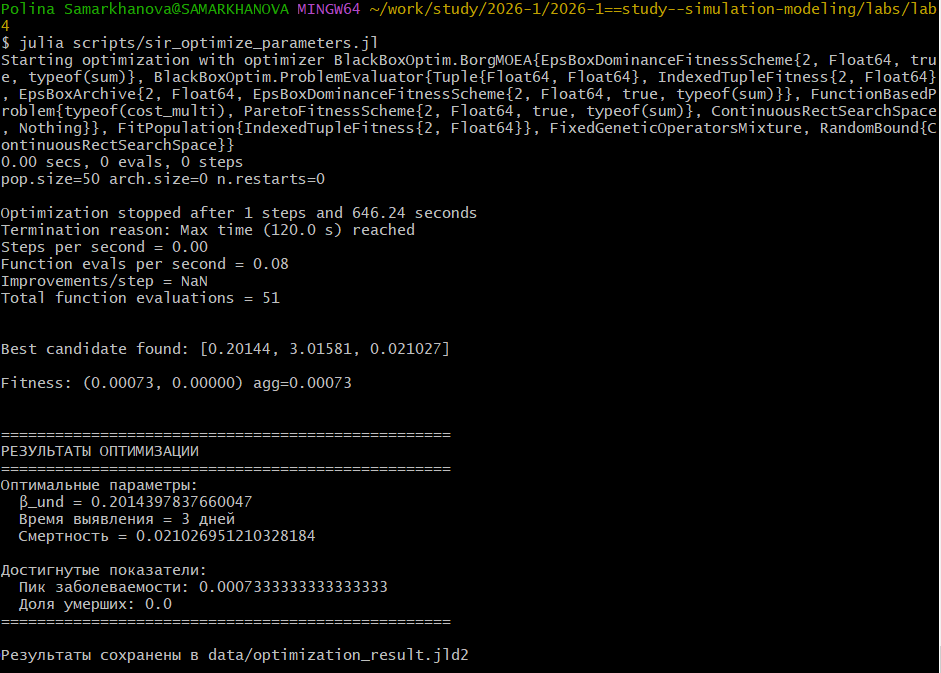 Polina Samarkhanova@SAMARKHANOVA MINGW64 ~/work/study/2026-1/2026-1==study--simulation-modeling/labs/lab
4
$ julia scripts/sir_optimize_parameters.jl
Starting optimization with optimizer BlackBoxOptim.BorgMOEA{EpsBoxDominanceFitnessScheme{2, Float64, tru
e, typeof(sum)}, BlackBoxOptim.ProblemEvaluator{Tuple{Float64, Float64}, IndexedTupleFitness{2, Float64}
, EpsBoxArchive{2, Float64, EpsBoxDominanceFitnessScheme{2, Float64, true, typeof(sum)}}, FunctionBasedP
roblem{typeof(cost_multi), ParetoFitnessScheme{2, Float64, true, typeof(sum)}, ContinuousRectSearchSpace
, Nothing}}, FitPopulation{IndexedTupleFitness{2, Float64}}, FixedGeneticOperatorsMixture, RandomBound{C
ontinuousRectSearchSpace}}
0.00 secs, 0 evals, 0 steps
pop.size=50 arch.size=0 n.restarts=0

Optimization stopped after 1 steps and 646.24 seconds
Termination reason: Max time (120.0 s) reached
Steps per second = 0.00
Function evals per second = 0.08
Improvements/step = NaN
Total function evaluations = 51

Best candidate found: [0.20144, 3.01581, 0.021027]

Fitness: (0.00073, 0.00000) agg=0.00073

==================================================
РЕЗУЛЬТАТЫ ОПТИМИЗАЦИИ
==================================================
Оптимальные параметры:
  β_und = 0.2014397837660047
  Время выявления = 3 дней
  Смертность = 0.021026951210328184

Достигнутые показатели:
  Пик заболеваемости: 0.0007333333333333333
  Доля умерших: 0.0
==================================================

Результаты сохранены в data/optimization_result.jld2